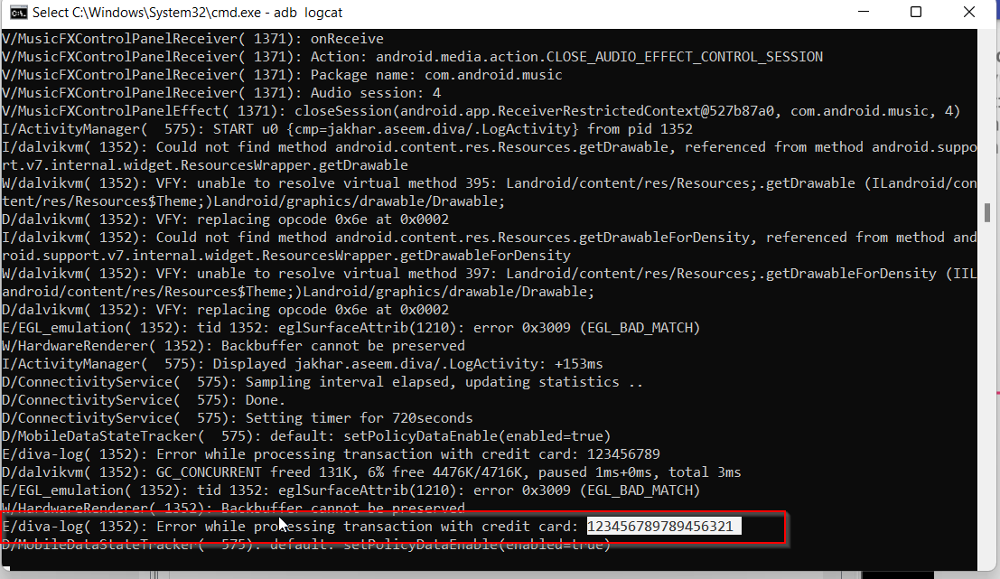 Select C:\Windows\System32\cmd.exe - adb  logcat
V/MusicFXControlPanelReceiver( 1371): onReceive
V/MusicFXControlPanelReceiver( 1371): Action: android.media.action.CLOSE_AUDIO_EFFECT_CONTROL_SESSION
V/MusicFXControlPanelReceiver( 1371): Package name: com.android.music
V/MusicFXControlPanelReceiver( 1371): Audio session: 4
V/MusicFXControlPanelEffect( 1371): closeSession(android.app.ReceiverRestrictedContext@527b87a0, com.android.music, 4)
I/ActivityManager(  575): START u0 {cmp=jakhar.aseem.diva/.LogActivity} from pid 1352
I/dalvikvm( 1352): Could not find method android.content.res.Resources.getDrawable, referenced from method android.suppo
rt.v7.internal.widget.ResourcesWrapper.getDrawable
W/dalvikvm( 1352): VFY: unable to resolve virtual method 395: Landroid/content/res/Resources;.getDrawable (ILandroid/con
tent/res/Resources$Theme;)Landroid/graphics/drawable/Drawable;
D/dalvikvm( 1352): VFY: replacing opcode 0x6e at 0x0002
I/dalvikvm( 1352): Could not find method android.content.res.Resources.getDrawableForDensity, referenced from method and
roid.support.v7.internal.widget.ResourcesWrapper.getDrawableForDensity
W/dalvikvm( 1352): VFY: unable to resolve virtual method 397: Landroid/content/res/Resources;.getDrawableForDensity (IIL
android/content/res/Resources$Theme;)Landroid/graphics/drawable/Drawable;
D/dalvikvm( 1352): VFY: replacing opcode 0x6e at 0x0002
E/EGL_emulation( 1352): tid 1352: eglSurfaceAttrib(1210): error 0x3009 (EGL_BAD_MATCH)
W/HardwareRenderer( 1352): Backbuffer cannot be preserved
I/ActivityManager(  575): Displayed jakhar.aseem.diva/.LogActivity: +153ms
D/ConnectivityService(  575): Sampling interval elapsed, updating statistics ..
D/ConnectivityService(  575): Done.
D/ConnectivityService(  575): Setting timer for 720seconds
D/MobileDataStateTracker(  575): default: setPolicyDataEnable(enabled=true)
E/diva-log( 1352): Error while processing transaction with credit card: 123456789
D/dalvikvm( 1352): GC_CONCURRENT freed 131K, 6% free 4476K/4716K, paused 1ms+0ms, total 3ms
E/EGL_emulation( 1352): tid 1352: eglSurfaceAttrib(1210): error 0x3009 (EGL_BAD_MATCH)
W/HardwareRenderer( 1352): Backbuffer cannot be preserved
E/diva-log( 1352): Error while processing transaction with credit card: 123456789789456321
D/MobileDataStateTracker(  575): default: setPolicyDataEnable(enabled=true)